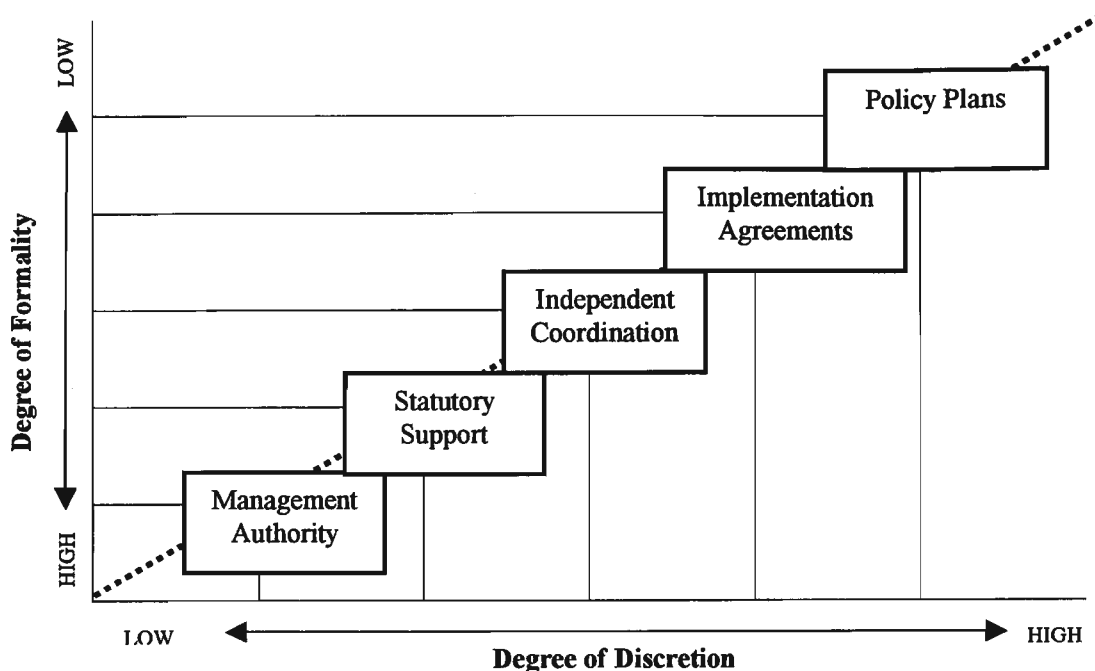 LOW
Policy Plans
Implementation
Agreements
Degree of Formality
Independent
Coordination
Statutory
Support
Management
Authority
HIGH
LOW
HIGH
Degree of Discretion